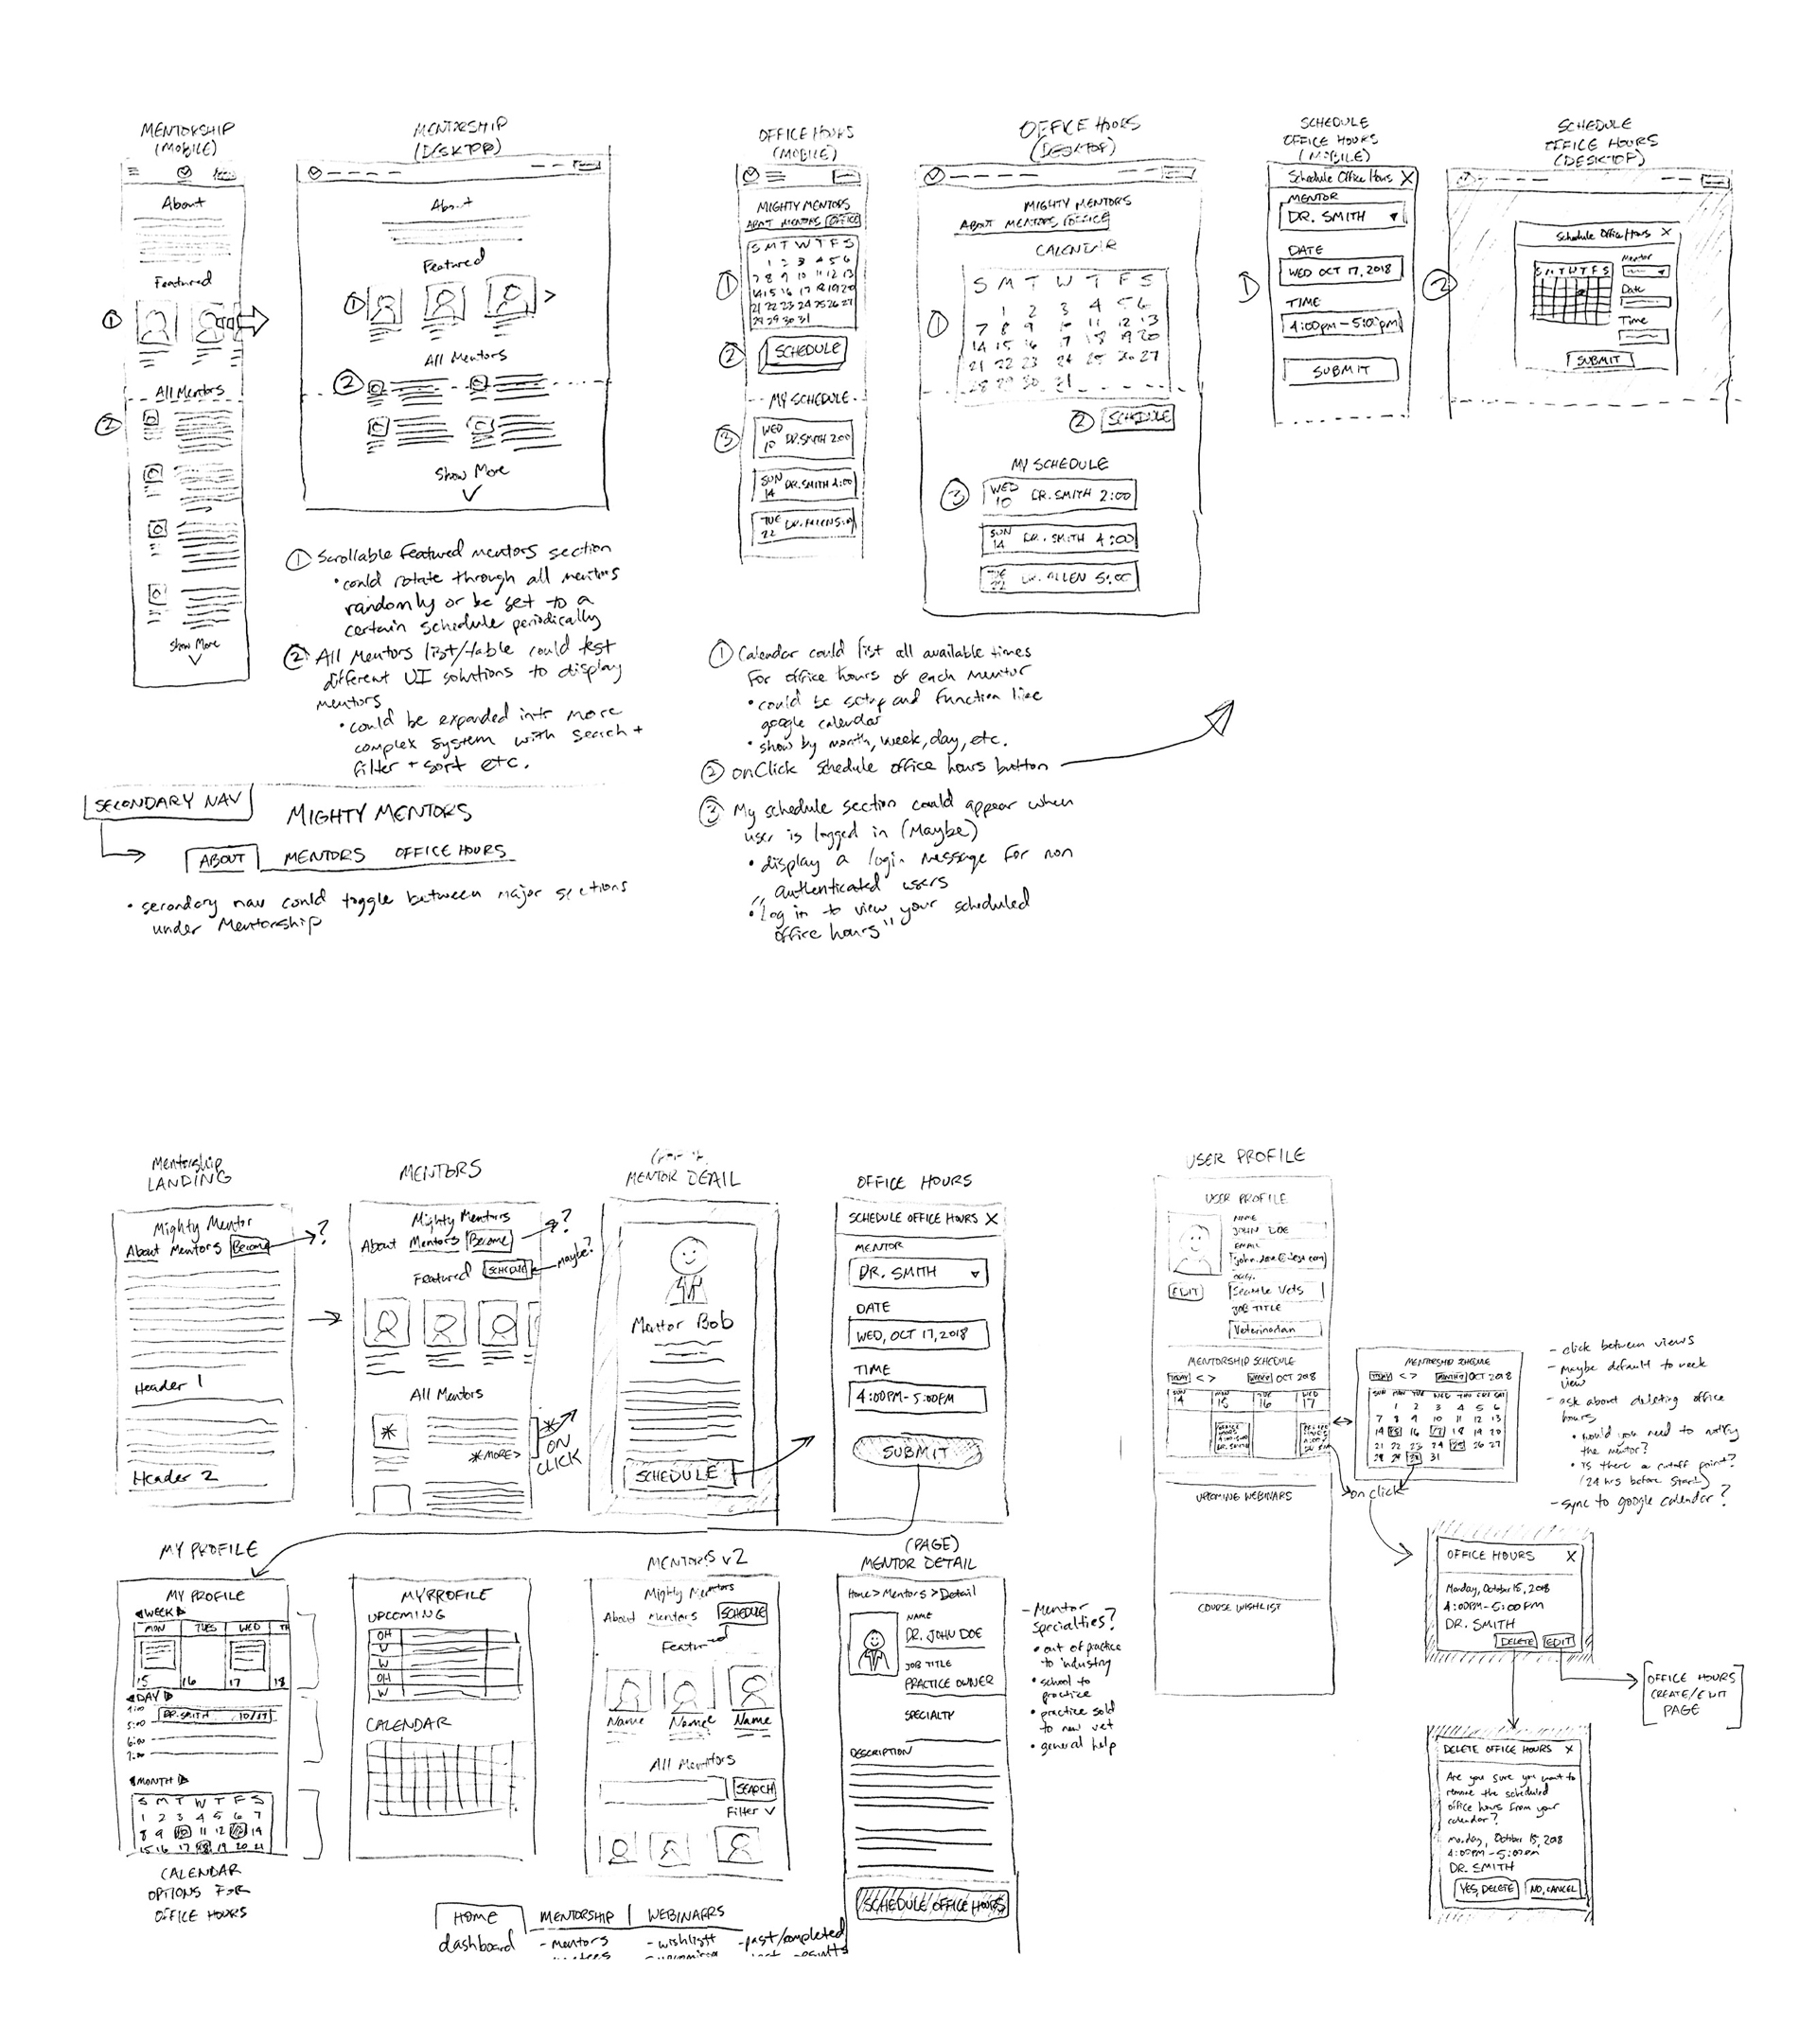 MENTORSHIP
(MOBILE)
About
Featured
①
All Mentors
②
Show More
MENTORSHIP
(DESKTOP)
About
Featured
①
All Mentors
②
Show More
① Scrollable Featured mentors section
• could rotate through all mentors
randomly or be set to a
certain schedule periodically
② All Mentors list/table could test
different UI solutions to display
mentors
• could be expanded into more
complex system with search +
filter + sort etc.
SECONDARY NAV
MIGHTY MENTORS
ABOUT MENTORS OFFICE HOURS
• secondary nav could toggle between major sections
under Mentorship
OFFICE HOURS
(MOBILE)
MIGHTY MENTORS
ABOUT MENTORS OFFICE
S M T W T F S
1 2 3 4 5 6
7 8 9 10 11 12 13
14 15 16 17 18 19 20
21 22 23 24 25 26 27
29 29 30 31
①
② SCHEDULE
MY SCHEDULE
③
WED
10 DR. SMITH 2:00
SUN
14 DR. SMITH 4:00
TUE
22
OFFICE HOURS
(DESKTOP)
MIGHTY MENTORS
ABOUT MENTORS OFFICE
CALENDAR
S M T W T F S
1 2 3 4 5 6
7 8 9 10 11 12 13
14 15 16 17 18 19 20
21 22 23 24 25 26 27
28 29 30 31
①
② SCHEDULE
MY SCHEDULE
③
WED
10 DR. SMITH 2:00
SUN
14 DR. SMITH 4:00
TUE
22 DR. ALLEN 5:00
① Calendar could list all available times
for office hours of each mentor
• could be setup and function like
google calendar
• show by month, week, day, etc.
② onClick schedule office hours button
③ My schedule section could appear when
user is logged in (Maybe)
• display a login message for non
authenticated users
• "Log in to view your scheduled
office hours"
SCHEDULE
OFFICE HOURS
(MOBILE)
Schedule Office Hours X
MENTOR
DR. SMITH
DATE
WED OCT 17, 2018
①
TIME
4:00pm-5:00pm
SUBMIT
SCHEDULE
OFFICE HOURS
(DESKTOP)
Schedule Office Hours X
②
S M T W T F S
Mentor
Date
Time
SUBMIT
Mentorship
LANDING
Mighty Mentor
About Mentors Become
?
Header 1
Header 2
MENTORS
Mighty Mentors
About Mentors Become
?
Featured SCHEDULE
maybe?
All Mentors
*
*MORE>
*
ON
CLICK
MENTOR DETAIL
Mentor Bob
SCHEDULE
OFFICE HOURS
SCHEDULE OFFICE HOURS X
MENTOR
DR. SMITH
DATE
WED, OCT 17, 2018
TIME
4:00PM-5:00PM
SUBMIT
MY PROFILE
MY PROFILE
WEEK
MON TUES WED TH
15 16 17 18
DAY
DR. SMITH 10/17
5:00
6:00
7:00
MONTH
S M T W T F S
1 2 3 4 5 6 7
8 9 10 11 12 13 14
15 16 17 18 19 20 21
CALENDAR
OPTIONS FOR
OFFICE HOURS
MY PROFILE
UPCOMING
OH
W
W
OH
W
CALENDAR
MENTORS v2
Mighty Mentors
About Mentors SCHEDULE
Featured
Name Name Name
All Mentors
SEARCH
Filter
(PAGE)
MENTOR DETAIL
Home > Mentors > Detail
NAME
DR. JOHN DOE
JOB TITLE
PRACTICE OWNER
SPECIALTY
DESCRIPTION
SCHEDULE OFFICE HOURS
- Mentor
specialties?
• out of practice
to industry
• school to
practice
• practice sold
to new vet
• general help
HOME MENTORSHIP WEBINARRS
dashboard - mentors - wishlist - past/completed
USER PROFILE
USER PROFILE
NAME
JOHN DOE
EMAIL
EDIT
Seattle Vets
JOB TITLE
Veterinarian
MENTORSHIP SCHEDULE
TODAY < > WEEKLY OCT 2018
SUN MON TUE WED
14 15 16 17
UPCOMING WEBINARS
COURSE WISHLIST
MENTORSHIP SCHEDULE
TODAY < > MONTHLY OCT 2018
SUN MON TUE WED THU FRI SAT
1 2 3 4 5 6
7 8 9 10 11 12 13
14 15 16 17 18 19 20
21 22 23 24 25 26 27
28 29 30 31
on click
- click between views
- maybe default to week
view
- ask about deleting office
hours
• would you need to notify
the mentor?
• is there a cutoff point?
(24 hrs before start)
- sync to google calendar?
OFFICE HOURS X
Monday, October 15, 2018
4:00PM-5:00PM
DR. SMITH
DELETE EDIT
OFFICE HOURS
CREATE/EDIT
PAGE
DELETE OFFICE HOURS X
Are you sure you want to
remove the scheduled
office hours from your
calendar?
Monday, October 15, 2018
4:00PM-5:00PM
DR. SMITH
YES, DELETE NO, CANCEL